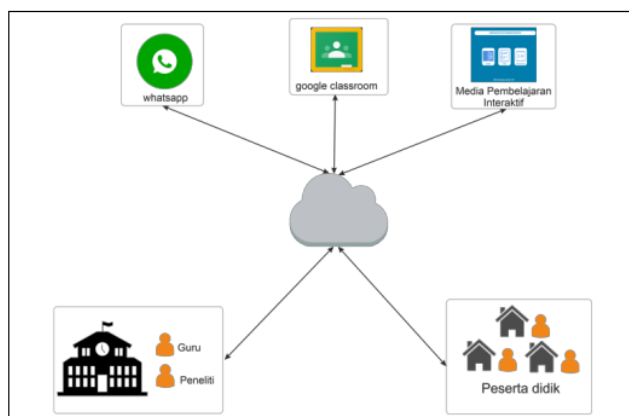 whatsapp
google classroom
Media Pembelajaran
Interaktif
Guru
Peneliti
Peserta didik